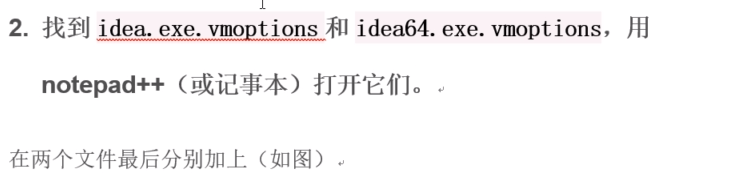 2. 找到 idea.exe.vmoptions 和 idea64.exe.vmoptions，用
notepad++（或记事本）打开它们。
在两个文件最后分别加上（如图）